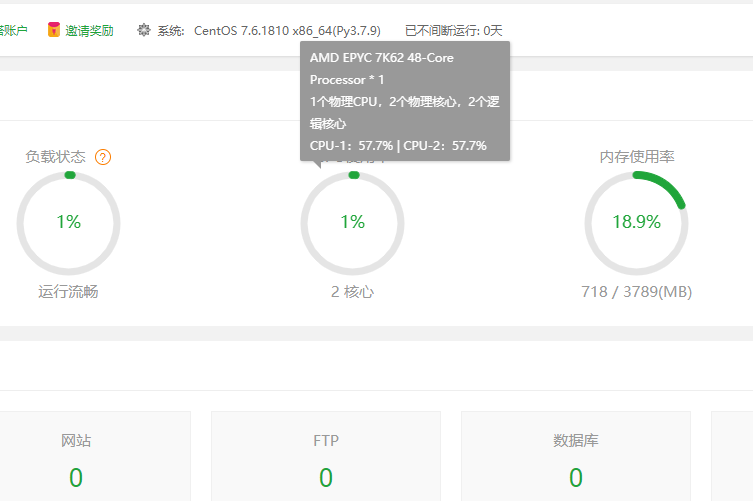 账户
邀请奖励
系统: CentOS 7.6.1810 x86_64(Py3.7.9)
已不间断运行: 0天
AMD EPYC 7K62 48-Core
Processor * 1
1个物理CPU，2个物理核心，2个逻
辑核心
CPU-1：57.7% | CPU-2：57.7%
负载状态 ?
内存使用率
1%
1%
18.9%
运行流畅
2 核心
718 / 3789(MB)
网站
FTP
数据库
0
0
0